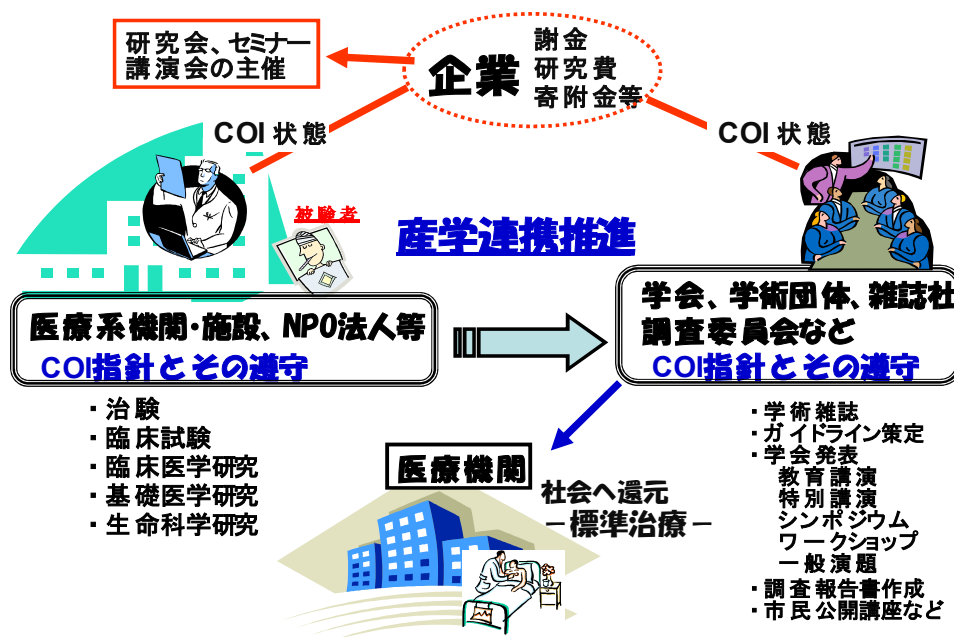 研究会、セミナー
講演会の主催
企業
謝金
研究費
寄附金等
COI 状態
COI 状態
被験者
産学連携推進
医療系機関・施設、NPO法人等
COI指針とその遵守
・治験
・臨床試験
・臨床医学研究
・基礎医学研究
・生命科学研究
学会、学術団体、雑誌社
調査委員会など
COI指針とその遵守
・学術雑誌
・ガイドライン策定
・学会発表
教育講演
特別講演
シンポジウム
ワークショップ
一般演題
・調査報告書作成
・市民公開講座など
医療機関
社会へ還元
－標準治療－